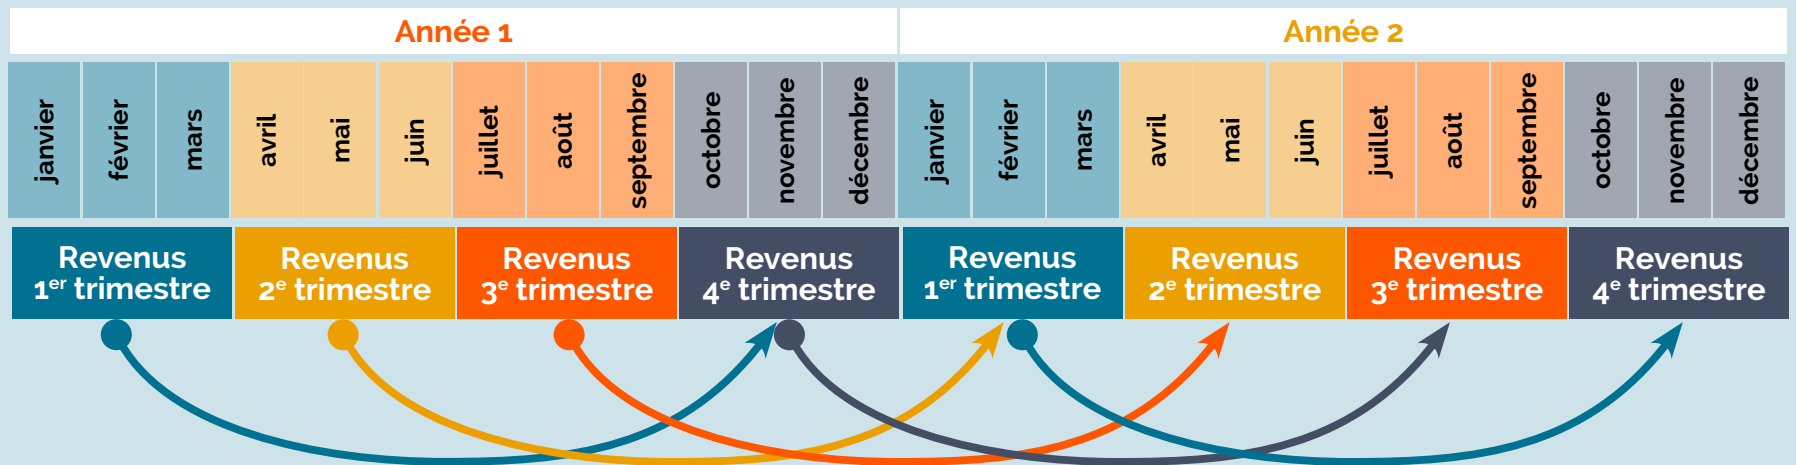 Année 1
Année 2
janvier
février
mars
avril
mai
juin
juillet
août
septembre
octobre
novembre
décembre
janvier
février
mars
avril
mai
juin
juillet
août
septembre
octobre
novembre
décembre
Revenus
1er trimestre
Revenus
2e trimestre
Revenus
3e trimestre
Revenus
4e trimestre
Revenus
1er trimestre
Revenus
2e trimestre
Revenus
3e trimestre
Revenus
4e trimestre